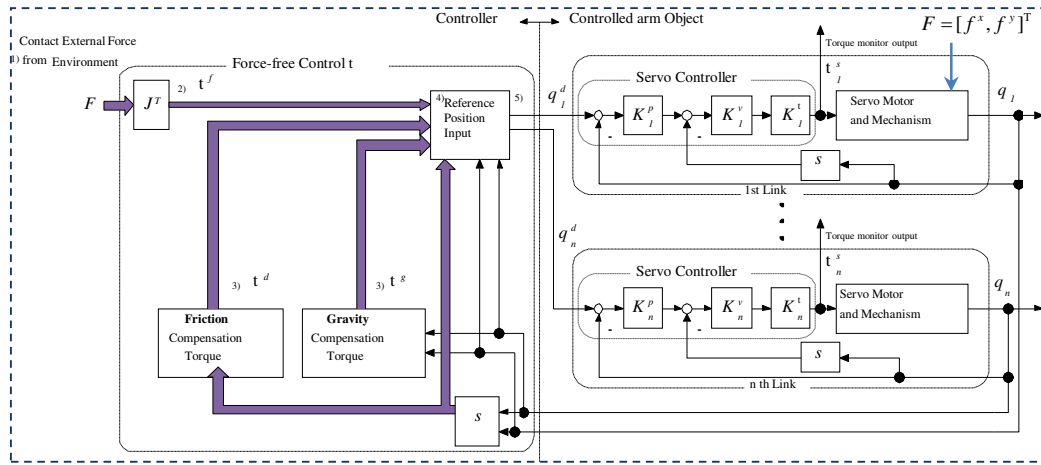 Controller
Controlled arm Object
F = [f^x, f^y]^T
Contact External Force
1) from Environment
Force-free Control t
F
J^T
2) t^f
4) Reference
Position
Input
5)
q_1^d
q_n^d
3) t^d
3) t^g
Friction
Compensation
Torque
Gravity
Compensation
Torque
s
Torque monitor output
t_1^s
Servo Controller
K_1^p
K_1^v
K_1^t
Servo Motor
and Mechanism
q_1
-
-
s
1st Link
Torque monitor output
t_n^s
Servo Controller
K_n^p
K_n^v
K_n^t
Servo Motor
and Mechanism
q_n
-
-
s
n th Link